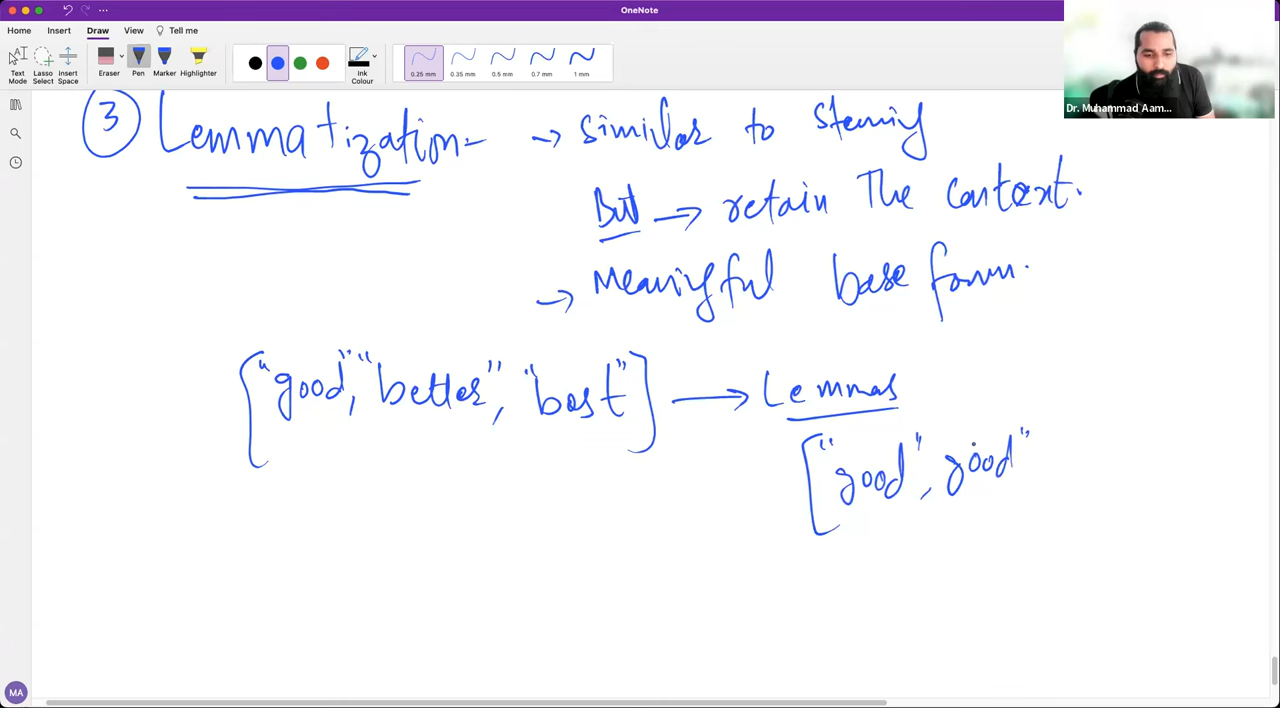 OneNote
Home Insert Draw View Tell me
Text Mode
Lasso Select
Insert Space
Eraser
Pen
Marker
Highlighter
Ink Colour
0.25 mm
0.35 mm
0.5 mm
0.7 mm
1 mm
Dr. Muhammad Aam...
③ Lemmatization - → Similar to Steming
But → retain The context.
→ Meaningful base form.
["good", "better", "best"] → Lemmas
["good", good"
MA